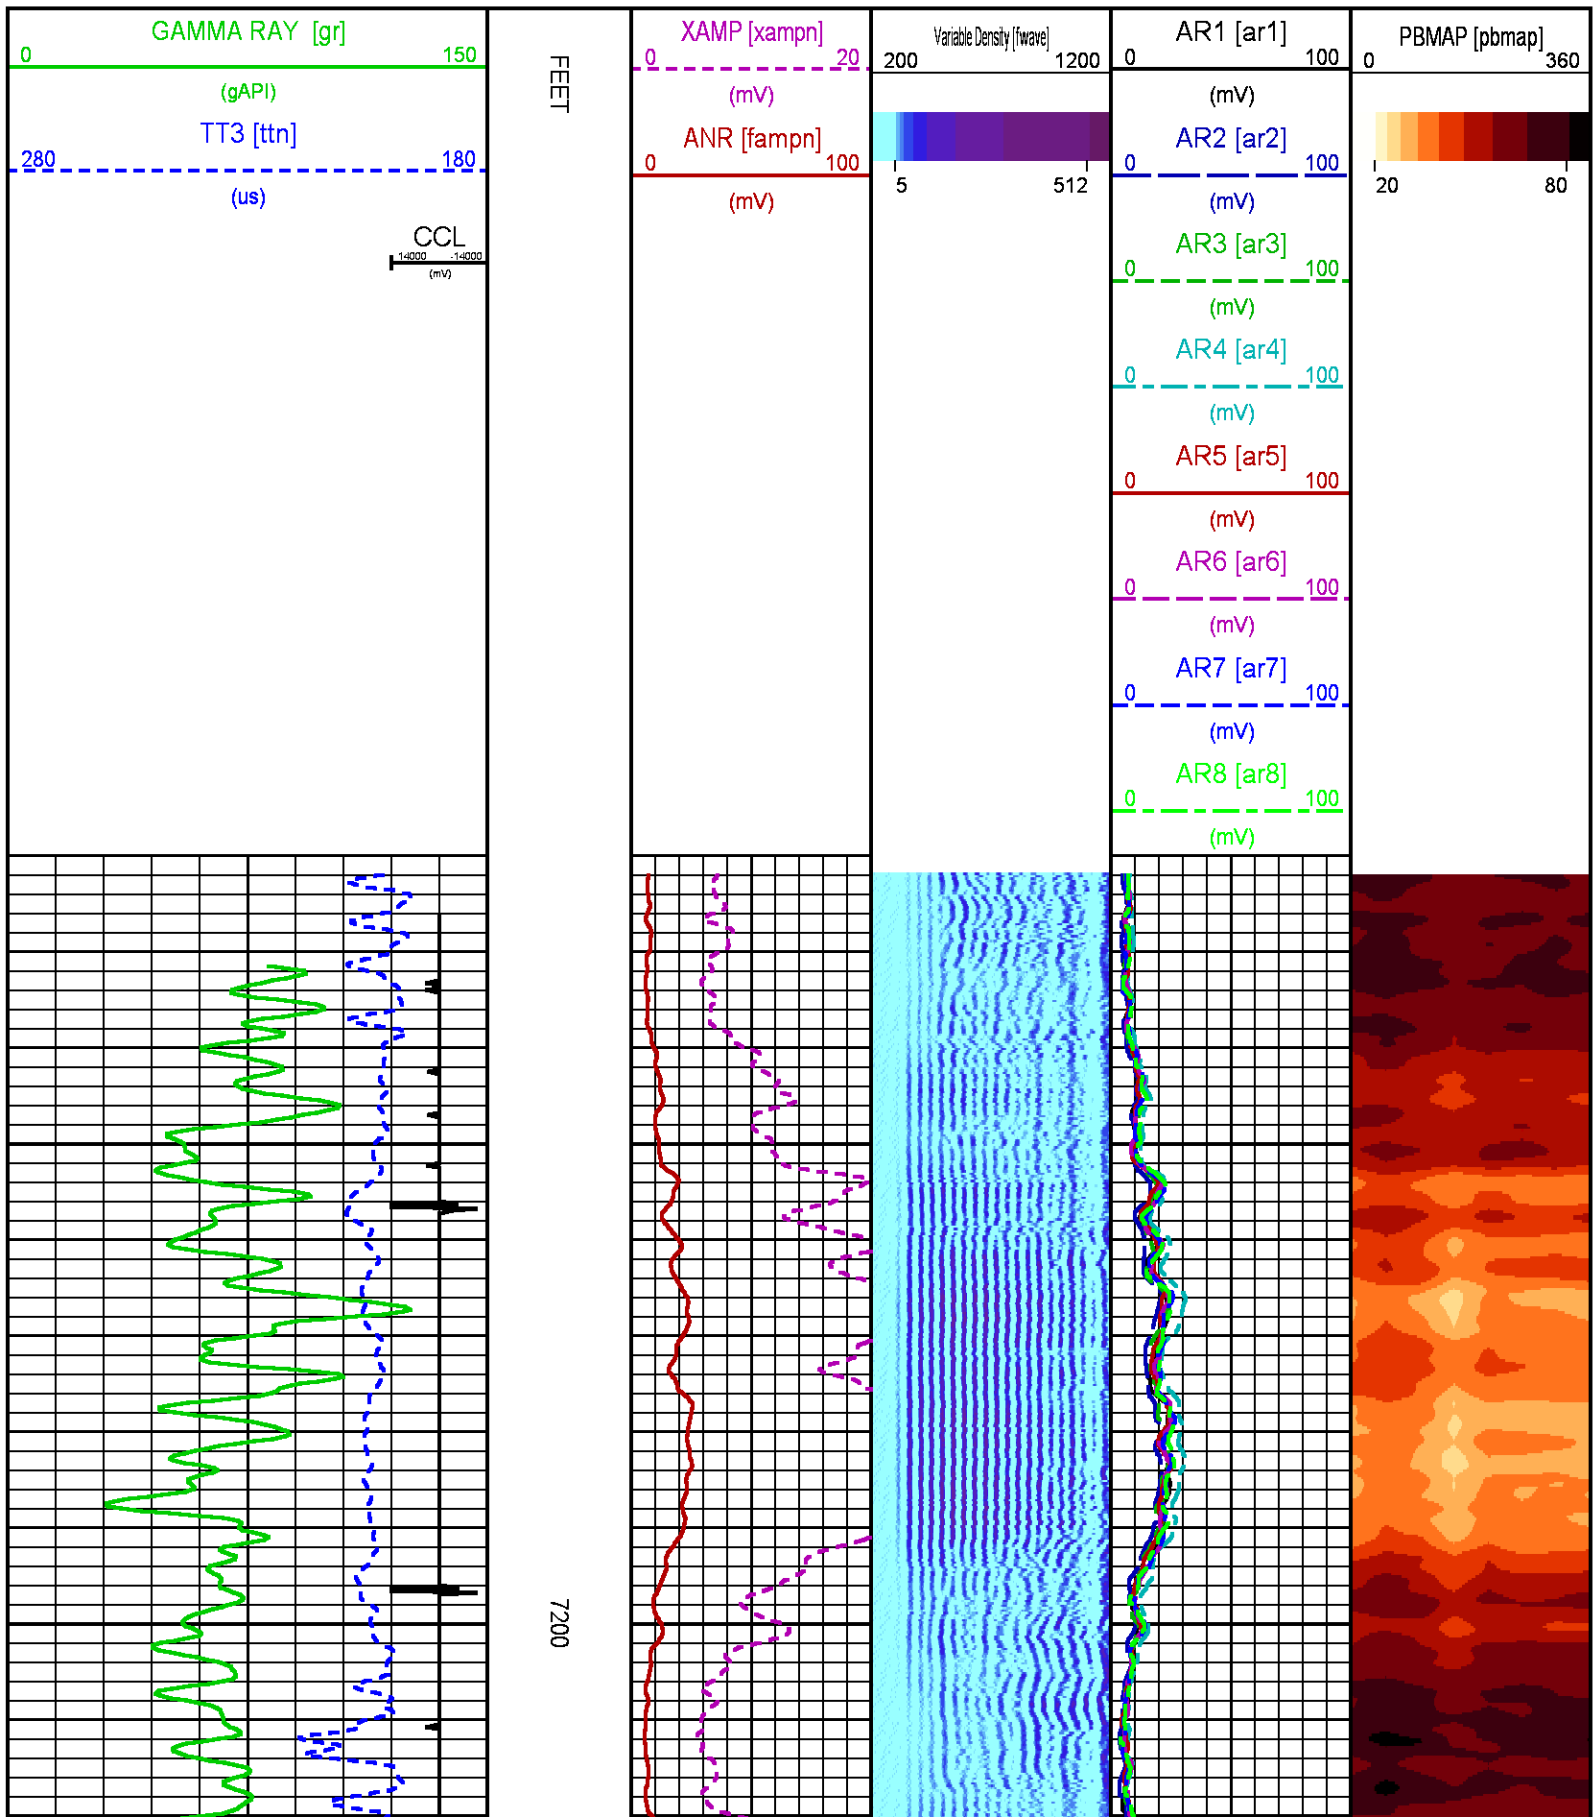 GAMMA RAY [gr]
0 150
(gAPI)
TT3 [ttn]
280 180
(us)
CCL
14000 -14000
(mV)
FEET
XAMP [xampn]
0 20
(mV)
ANR [fampn]
0 100
(mV)
Variable Density [fwave]
200 1200
5 512
AR1 [ar1]
0 100
(mV)
AR2 [ar2]
0 100
(mV)
AR3 [ar3]
0 100
(mV)
AR4 [ar4]
0 100
(mV)
AR5 [ar5]
0 100
(mV)
AR6 [ar6]
0 100
(mV)
AR7 [ar7]
0 100
(mV)
AR8 [ar8]
0 100
(mV)
PBMAP [pbmap]
0 360
20 80
7200